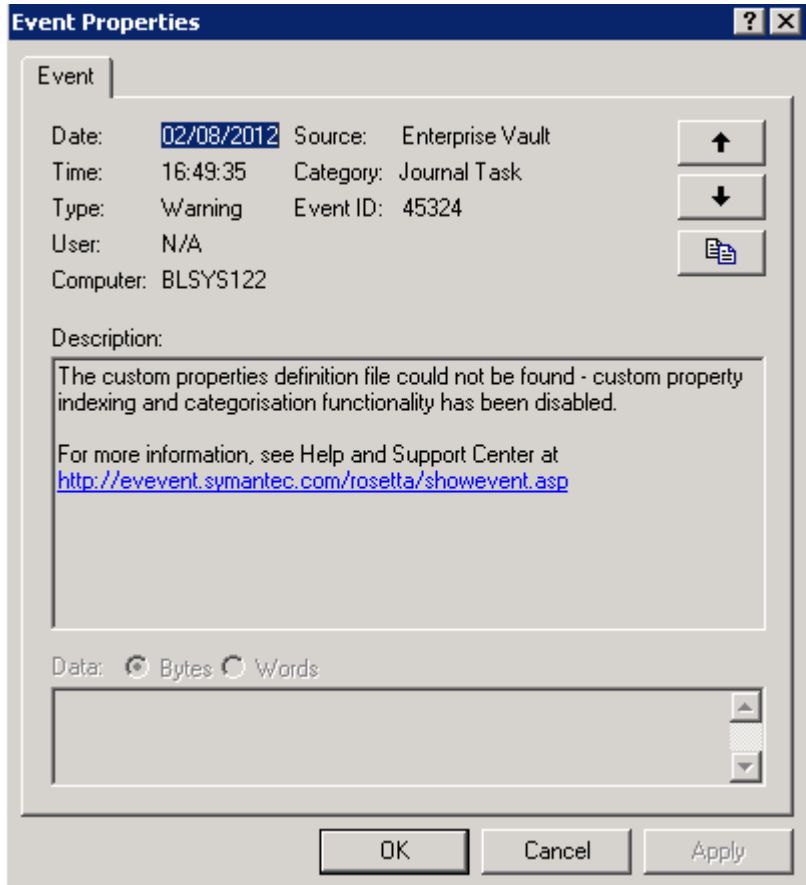 Event Properties
Event
Date: 02/08/2012 Source: Enterprise Vault
Time: 16:49:35 Category: Journal Task
Type: Warning Event ID: 45324
User: N/A
Computer: BLSYS122
Description:
The custom properties definition file could not be found - custom property
indexing and categorisation functionality has been disabled.
For more information, see Help and Support Center at
http://evevent.symantec.com/rosetta/showevent.asp
Data: Bytes Words
OK Cancel Apply